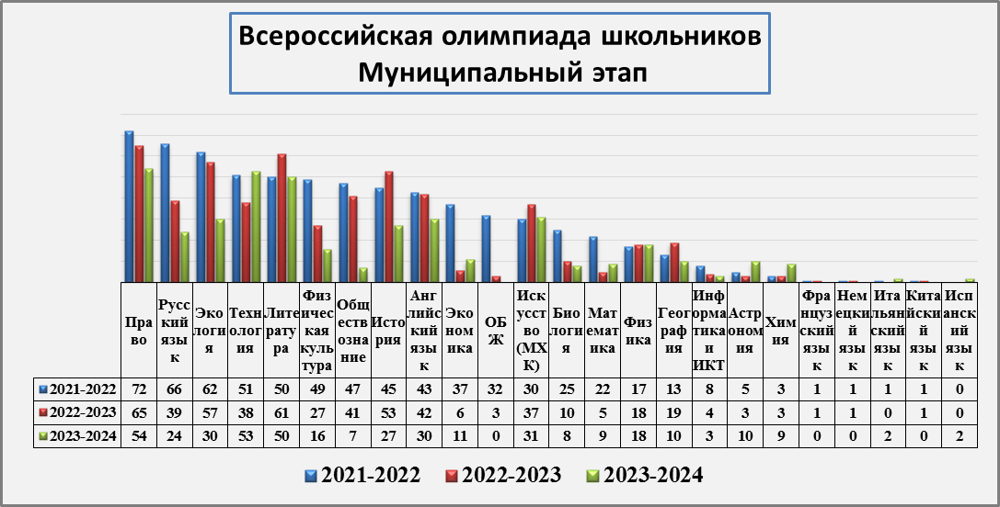 Всероссийская олимпиада школьников
Муниципальный этап
Пра
во
Русс
кий
язы
к
Эко
логи
я
Техн
олог
ия
Лите
ратур
а
Физ
ичес
кая
куль
тура
Общ
еств
озна
ние
Исто
рия
Анг
лийс
кий
язы
к
Эко
ном
ика
ОБ
Ж
Иск
усст
во
(МХ
К)
Био
логи
я
Мат
емат
ика
Физ
ика
Геог
раф
ия
Инф
орма
тика
и
ИКТ
Астр
оном
ия
Хим
ия
Фра
нцуз
ский
язы
к
Нем
ецки
й
язы
к
Ита
льян
ский
язы
к
Кита
йски
й
язы
к
Исп
анск
ий
язы
к
2021-2022 72 66 62 51 50 49 47 45 43 37 32 30 25 22 17 13 8 5 3 1 1 1 1 0
2022-2023 65 39 57 38 61 27 41 53 42 6 3 37 10 5 18 19 4 3 3 1 1 0 1 0
2023-2024 54 24 30 53 50 16 7 27 30 11 0 31 8 9 18 10 3 10 9 0 0 2 0 2
2021-2022 2022-2023 2023-2024